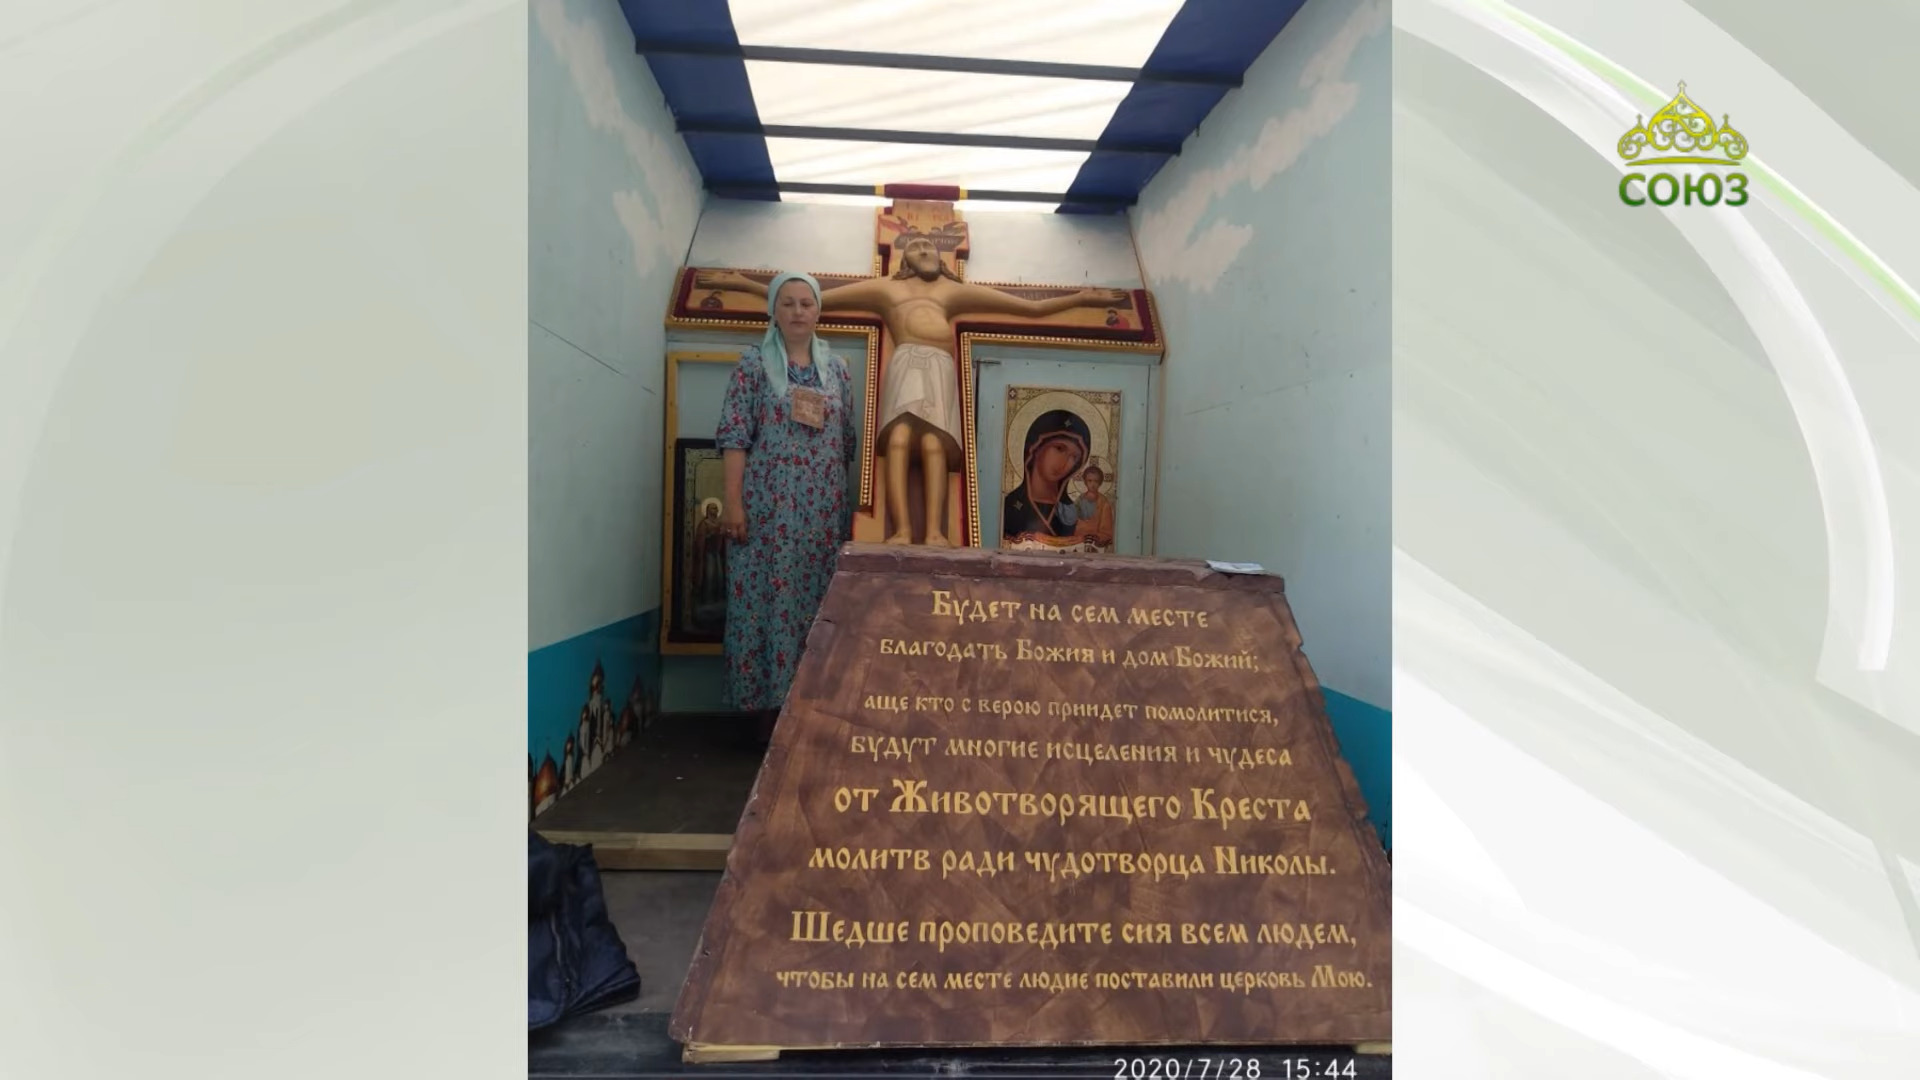 СОЮЗ
Будет на сем месте
благодать Божия и дом Божий;
аще кто с верою приидет помолитися,
будут многие исцеления и чудеса
от Животворящего Креста
молитв ради чудотворца Николы.
Шедше проповедите сия всем людем,
чтобы на сем месте людие поставили церковь Мою.
2020/7/28 15:44